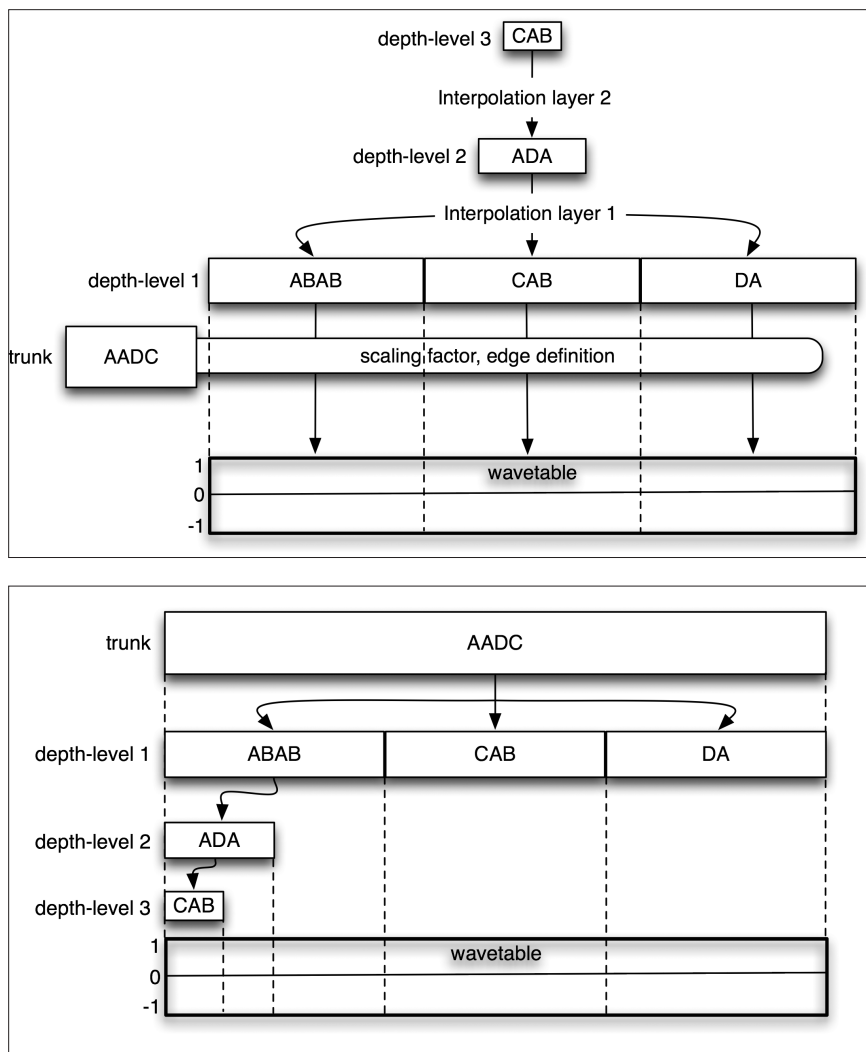 depth-level 3 CAB
Interpolation layer 2
depth-level 2 ADA
Interpolation layer 1
depth-level 1 ABAB CAB DA
trunk AADC scaling factor, edge definition
1 wavetable
0
-1
trunk AADC
depth-level 1 ABAB CAB DA
depth-level 2 ADA
depth-level 3 CAB
1 wavetable
0
-1